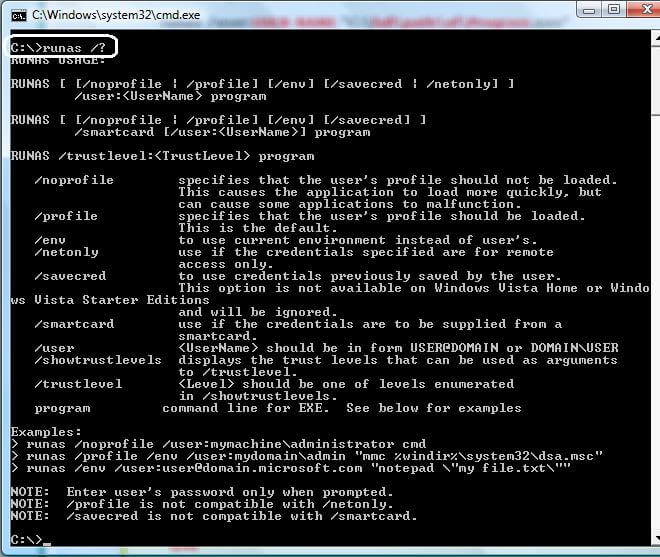 C:\Windows\system32\cmd.exe
C:\>runas /?
RUNAS USAGE:
RUNAS [ [/noprofile | /profile] [/env] [/savecred | /netonly] ]
/user:<UserName> program
RUNAS [ [/noprofile | /profile] [/env] [/savecred] ]
/smartcard [/user:<UserName>] program
RUNAS /trustlevel:<TrustLevel> program
/noprofile specifies that the user's profile should not be loaded.
This causes the application to load more quickly, but
can cause some applications to malfunction.
/profile specifies that the user's profile should be loaded.
This is the default.
/env to use current environment instead of user's.
/netonly use if the credentials specified are for remote
access only.
/savecred to use credentials previously saved by the user.
This option is not available on Windows Vista Home or Windo
ws Vista Starter Editions
and will be ignored.
/smartcard use if the credentials are to be supplied from a
smartcard.
/user <UserName> should be in form USER@DOMAIN or DOMAIN\USER
/showtrustlevels displays the trust levels that can be used as arguments
to /trustlevel.
/trustlevel <Level> should be one of levels enumerated
in /showtrustlevels.
program command line for EXE. See below for examples
Examples:
> runas /noprofile /user:mymachine\administrator cmd
> runas /profile /env /user:mydomain\admin "mmc %windir%\system32\dsa.msc"
> runas /env /user:user@domain.microsoft.com "notepad \"my file.txt\""
NOTE: Enter user's password only when prompted.
NOTE: /profile is not compatible with /netonly.
NOTE: /savecred is not compatible with /smartcard.
C:\>_